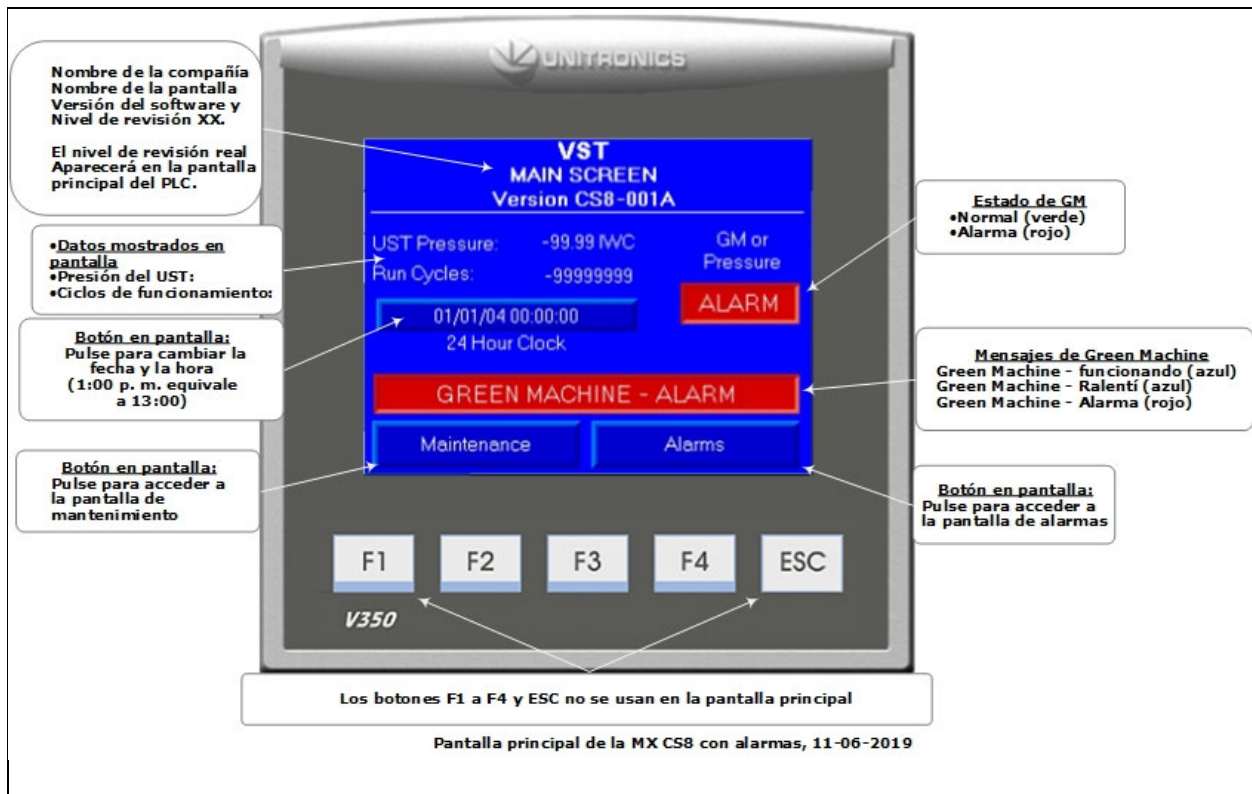 UNITRONICS
Nombre de la compañía
Nombre de la pantalla
Versión del software y
Nivel de revisión XX.
El nivel de revisión real
Aparecerá en la pantalla
principal del PLC.
•Datos mostrados en
pantalla
•Presión del UST:
•Ciclos de funcionamiento:
Botón en pantalla:
Pulse para cambiar la
fecha y la hora
(1:00 p. m. equivale
a 13:00)
Botón en pantalla:
Pulse para acceder a
la pantalla de
mantenimiento
VST
MAIN SCREEN
Version CS8-001A
UST Pressure: -99.99 IWC
Run Cycles: -99999999
GM or
Pressure
ALARM
01/01/04 00:00:00
24 Hour Clock
GREEN MACHINE - ALARM
Maintenance
Alarms
Estado de GM
•Normal (verde)
•Alarma (rojo)
Mensajes de Green Machine
Green Machine - funcionando (azul)
Green Machine - Ralentí (azul)
Green Machine - Alarma (rojo)
Botón en pantalla:
Pulse para acceder a
la pantalla de alarmas
F1
F2
F3
F4
ESC
V350
Los botones F1 a F4 y ESC no se usan en la pantalla principal
Pantalla principal de la MX CS8 con alarmas, 11-06-2019